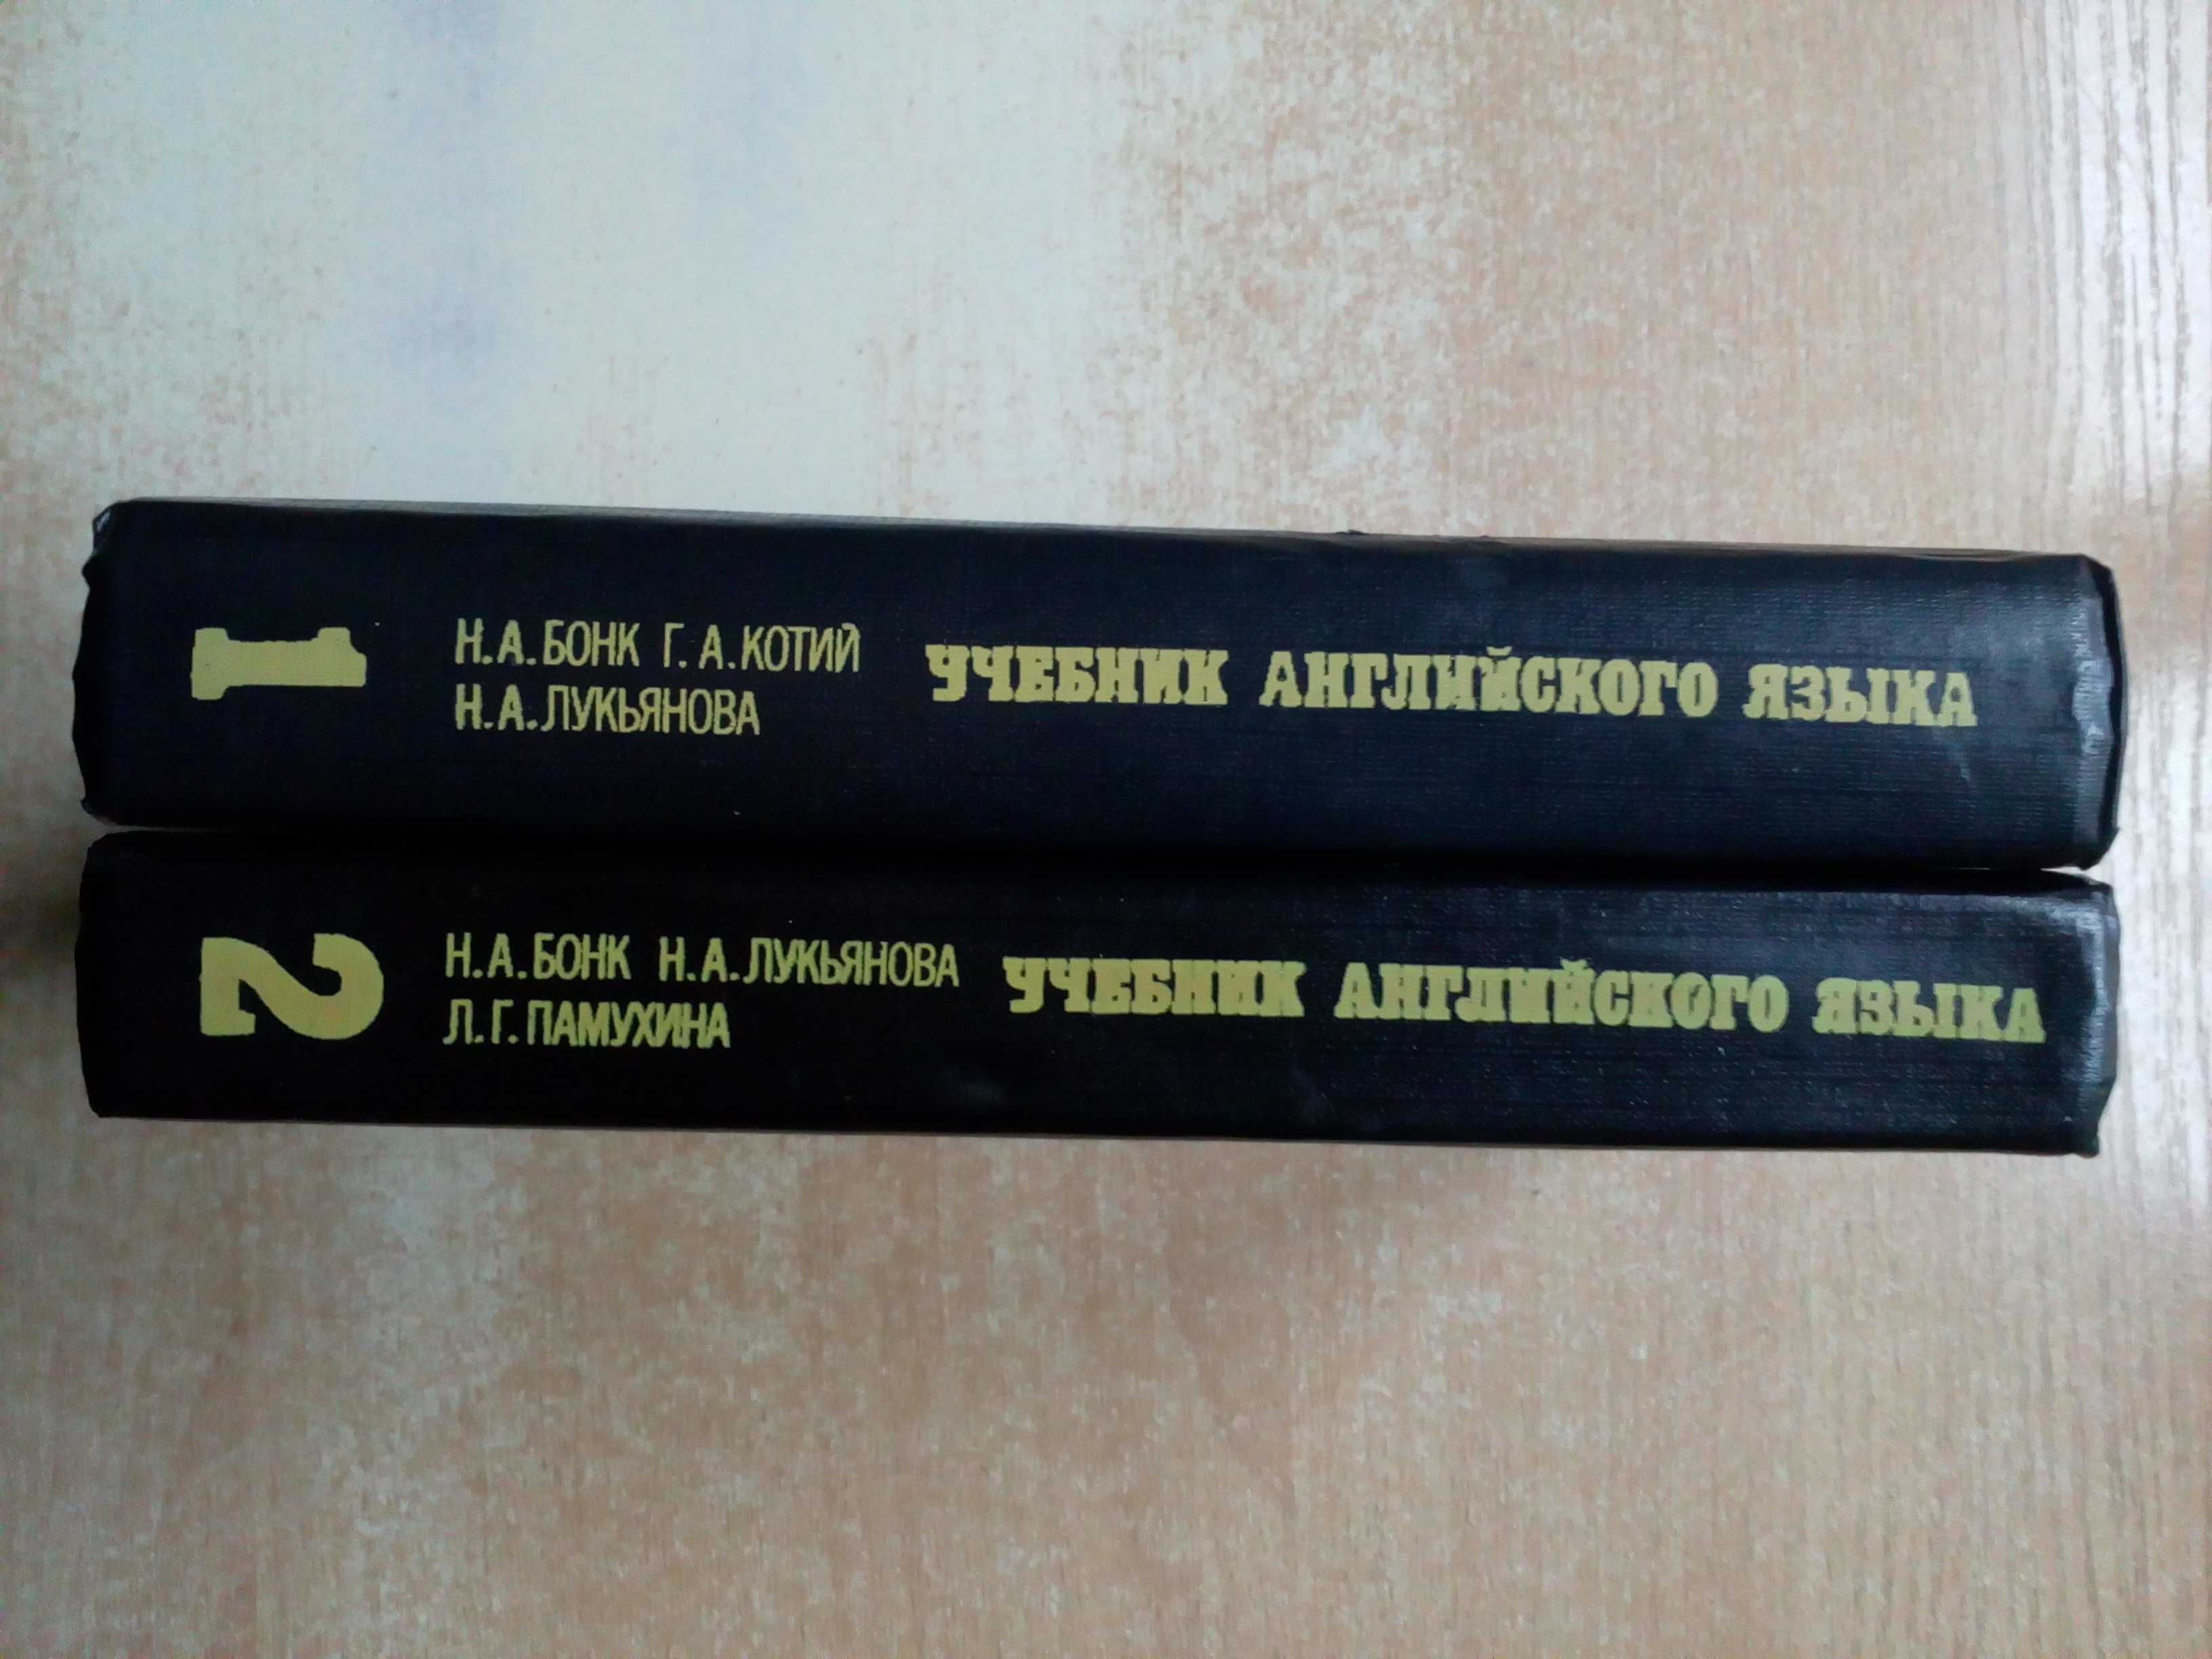 1
Н.А.БОНК Г.А.КОТИЙ
Н.А.ЛУКЬЯНОВА
УЧЕБНИК АНГЛИЙСКОГО ЯЗЫКА
2
Н.А.БОНК Н.А.ЛУКЬЯНОВА
Л.Г.ПАМУХИНА
УЧЕБНИК АНГЛИЙСКОГО ЯЗЫКА